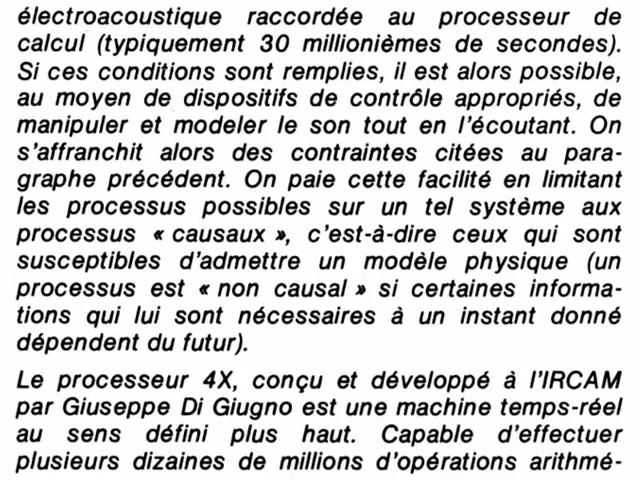 électroacoustique raccordée au processeur de
calcul (typiquement 30 millionièmes de secondes).
Si ces conditions sont remplies, il est alors possible,
au moyen de dispositifs de contrôle appropriés, de
manipuler et modeler le son tout en l'écoutant. On
s'affranchit alors des contraintes citées au para-
graphe précédent. On paie cette facilité en limitant
les processus possibles sur un tel système aux
processus « causaux », c'est-à-dire ceux qui sont
susceptibles d'admettre un modèle physique (un
processus est « non causal » si certaines informa-
tions qui lui sont nécessaires à un instant donné
dépendent du futur).
Le processeur 4X, conçu et développé à l'IRCAM
par Giuseppe Di Giugno est une machine temps-réel
au sens défini plus haut. Capable d'effectuer
plusieurs dizaines de millions d'opérations arithmé-